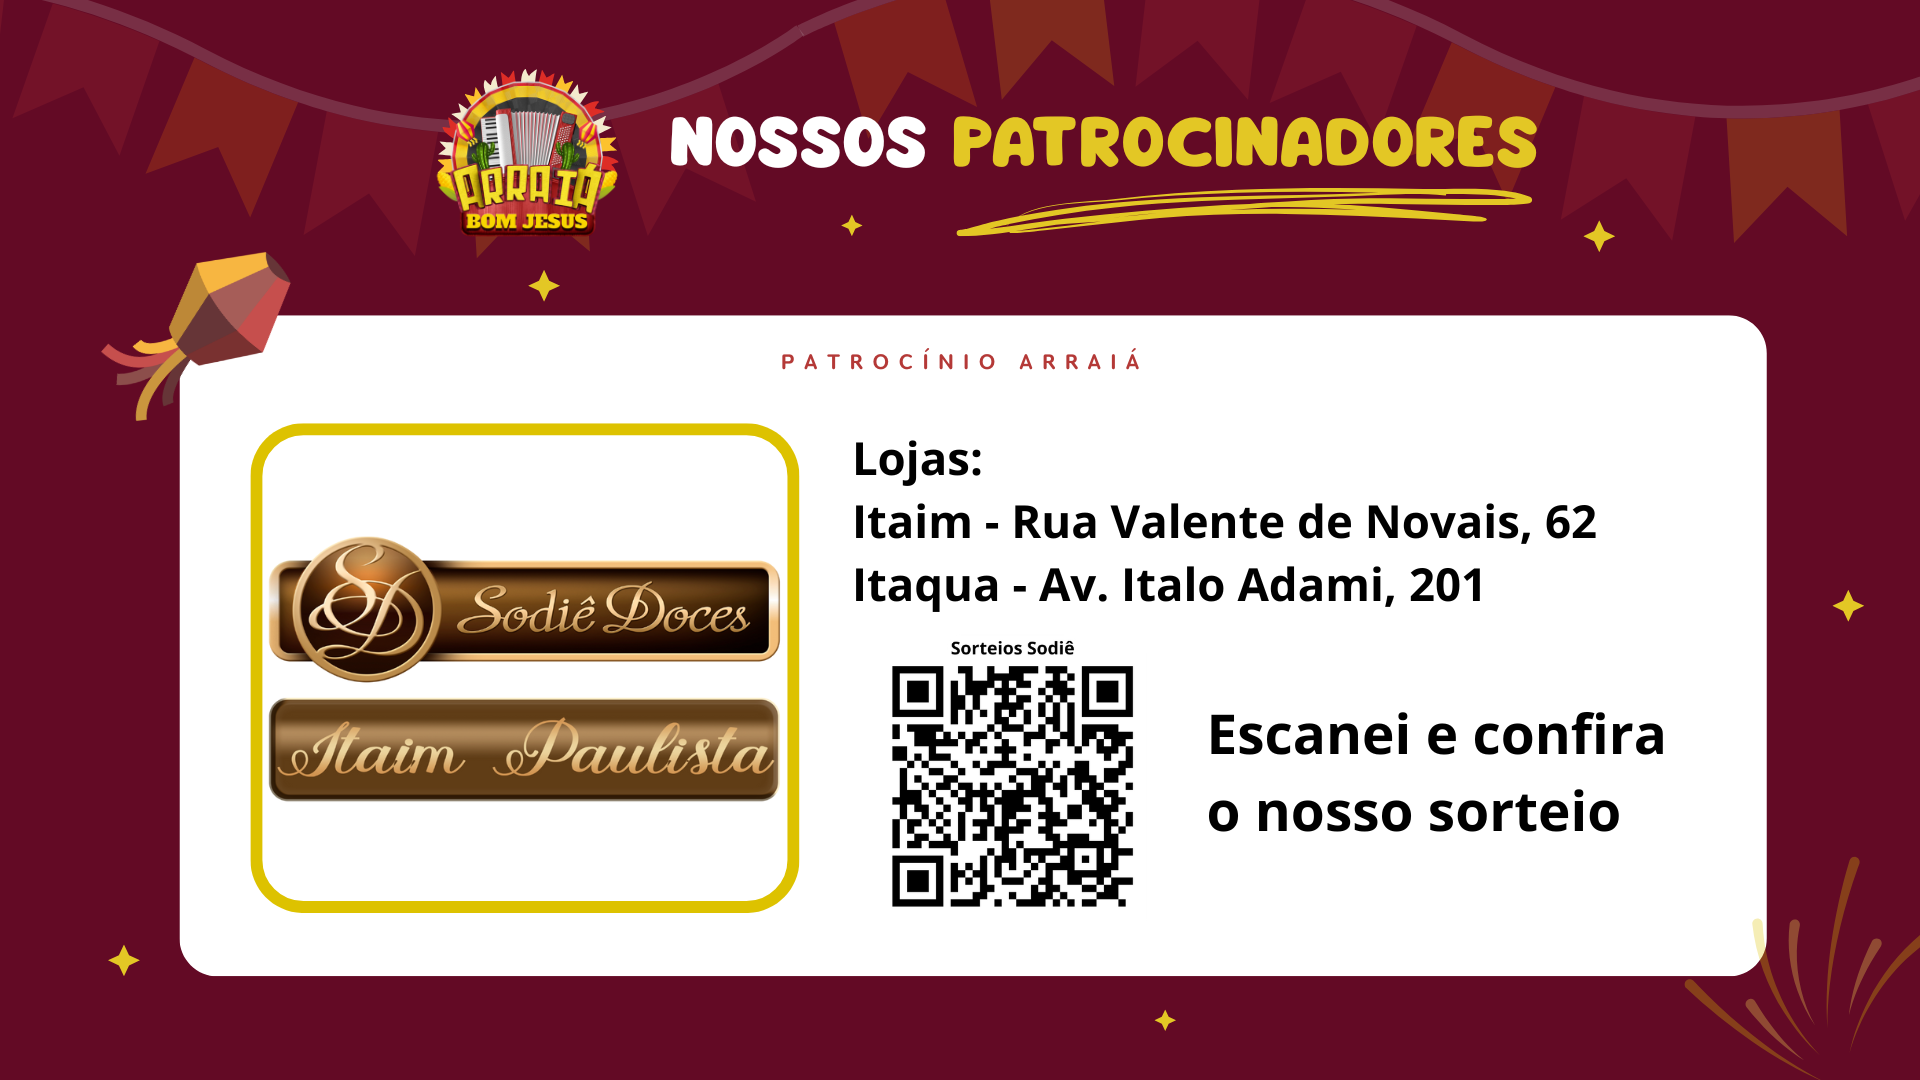 ARRAIÁ
BOM JESUS
NOSSOS PATROCINADORES
PATROCÍNIO ARRAIÁ
SD
Sodiê Doces
Itaim Paulista
Lojas:
Itaim - Rua Valente de Novais, 62
Itaqua - Av. Italo Adami, 201
Sorteios Sodiê
Escanei e confira
o nosso sorteio